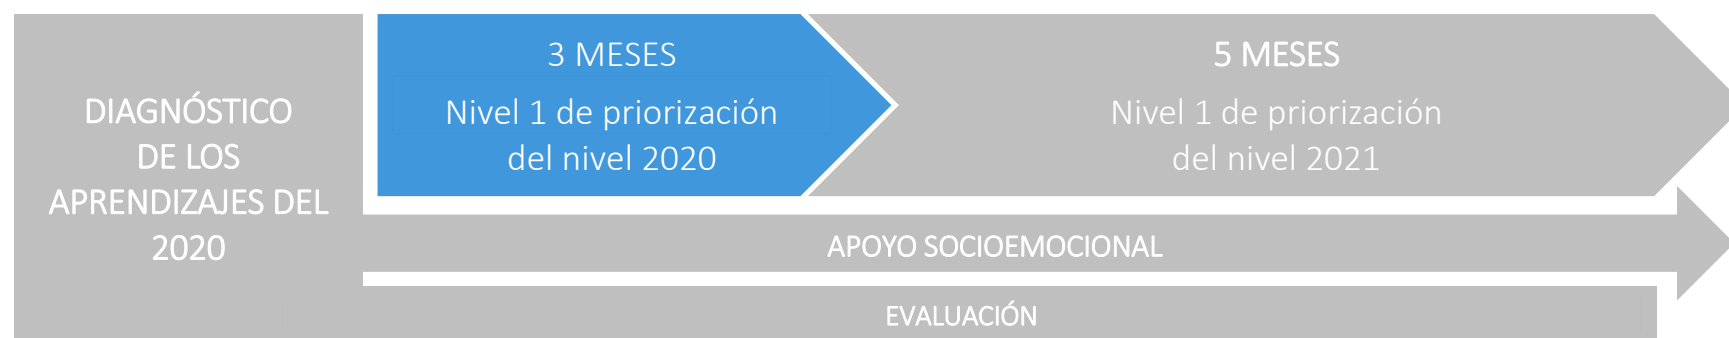 DIAGNÓSTICO
DE LOS
APRENDIZAJES DEL
2020
3 MESES
Nivel 1 de priorización
del nivel 2020
5 MESES
Nivel 1 de priorización
del nivel 2021
APOYO SOCIOEMOCIONAL
EVALUACIÓN